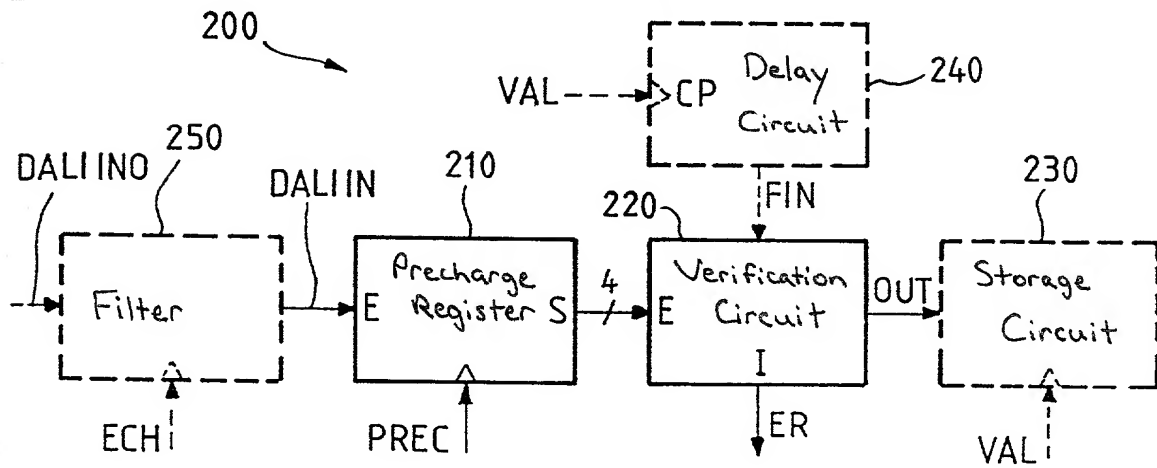 200
VAL
CP
Delay
Circuit
240
250
DALIINO
DALIIN
210
220
FIN
230
Filter
E
Precharge
Register
S
4
E
Verification
Circuit
I
OUT
Storage
Circuit
ECH
PREC
ER
VAL